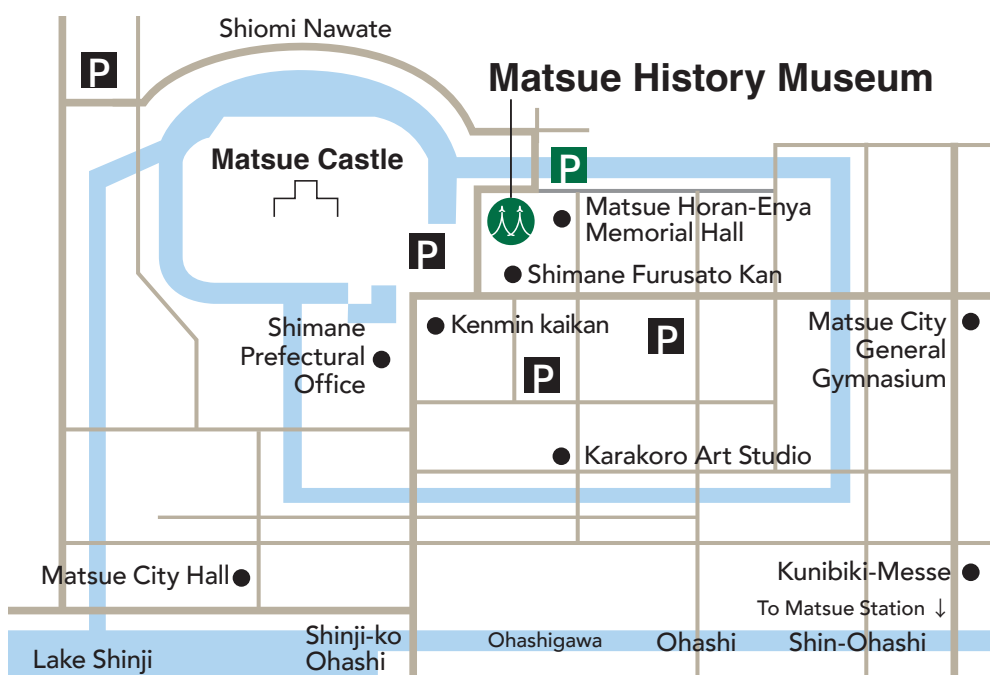 Shiomi Nawate
P
Matsue History Museum
Matsue Castle
P
Matsue Horan-Enya
Memorial Hall
P
Shimane Furusato Kan
Shimane
Prefectural
Office
Kenmin kaikan
P
P
Matsue City
General
Gymnasium
Karakoro Art Studio
Matsue City Hall
Kunibiki-Messe
To Matsue Station ↓
Lake Shinji
Shinji-ko
Ohashi
Ohashigawa
Ohashi
Shin-Ohashi